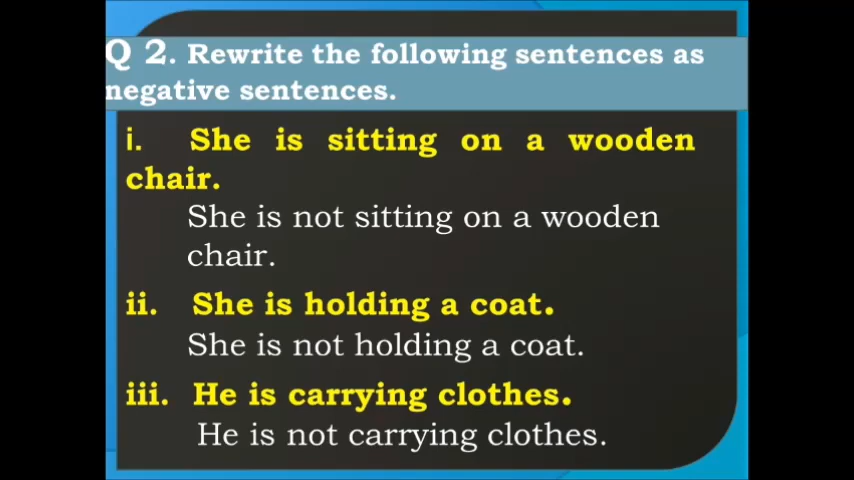 Q 2. Rewrite the following sentences as
negative sentences.
i. She is sitting on a wooden
chair.
She is not sitting on a wooden
chair.
ii. She is holding a coat.
She is not holding a coat.
iii. He is carrying clothes.
He is not carrying clothes.